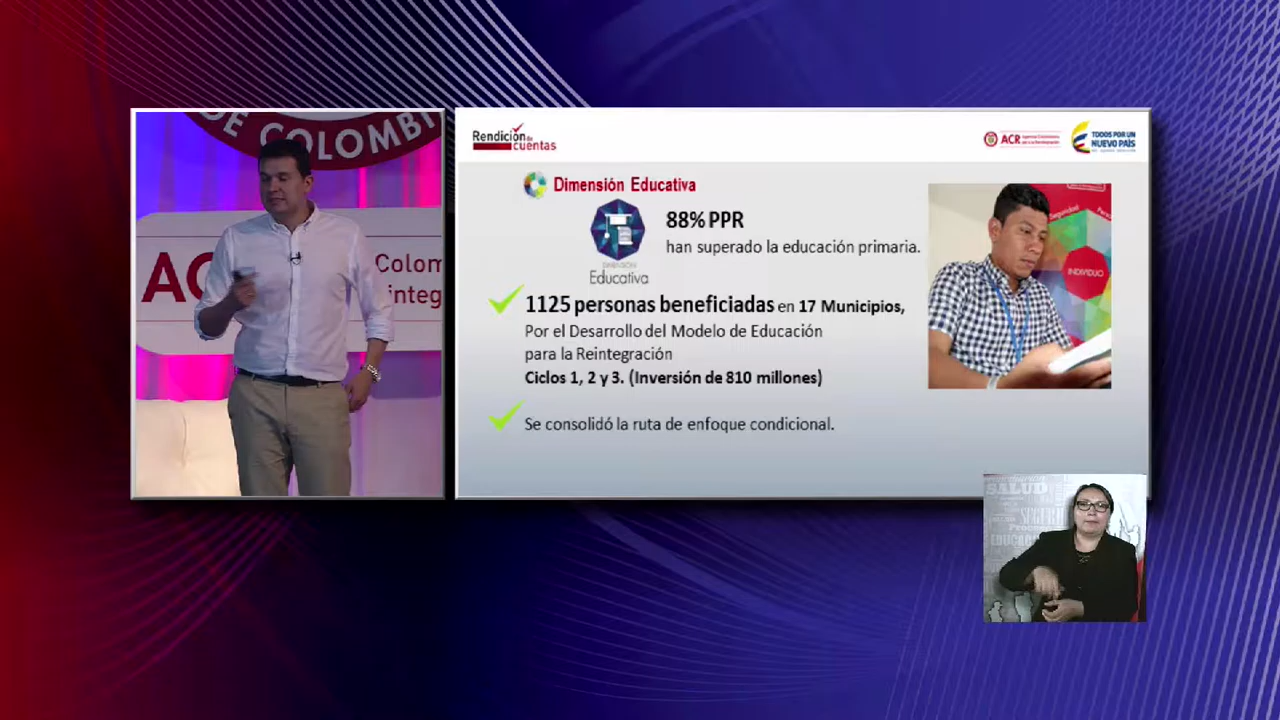 DE COLOMBI
AC
Colom
integ
Rendición de
cuentas
ACR
TODOS POR UN
NUEVO PAÍS
Dimensión Educativa
88% PPR
han superado la educación primaria.
DIMENSIÓN
Educativa
1125 personas beneficiadas en 17 Municipios,
Por el Desarrollo del Modelo de Educación
para la Reintegración
Ciclos 1, 2 y 3. (Inversión de 810 millones)
Se consolidó la ruta de enfoque condicional.
Seguridad
INDIVIDUO
SALUD